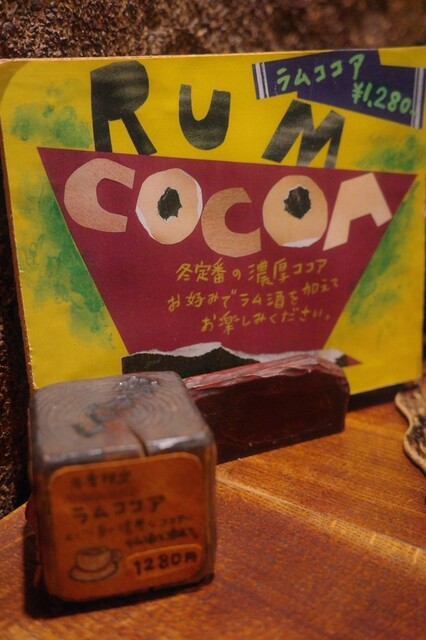 RUM
ラムココア
¥1,280
COCOA
冬定番の濃厚ココア
お好みでラム酒を加えて
お楽しみください。
ラムココア
1280円